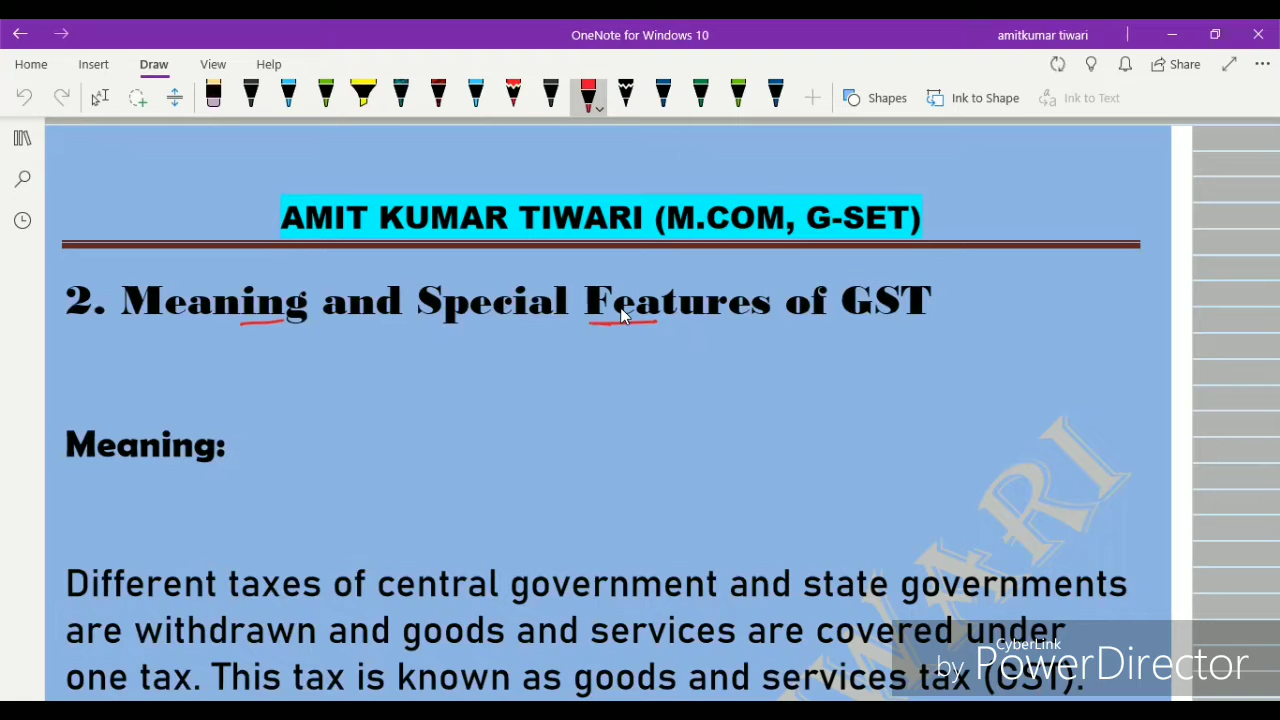 OneNote for Windows 10
amitkumar tiwari
Home Insert Draw View Help
Share
Shapes
Ink to Shape
Ink to Text
AMIT KUMAR TIWARI (M.COM, G-SET)
2. Meaning and Special Features of GST
Meaning:
Different taxes of central government and state governments
are withdrawn and goods and services are covered under
one tax. This tax is known as goods and services tax (GST).
WARI
CyberLink
by PowerDirector